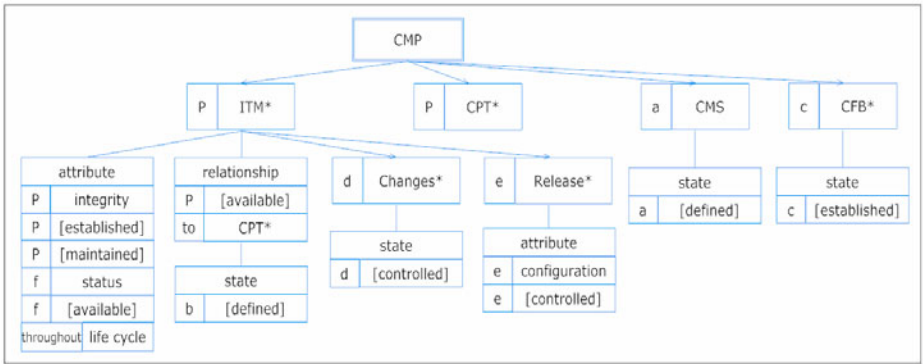 CMP
P ITM*
P CPT*
a CMS
c CFB*
attribute
P integrity
P [established]
P [maintained]
f status
f [available]
throughout life cycle
relationship
P [available]
to CPT*
state
b [defined]
d Changes*
state
d [controlled]
e Release*
attribute
e configuration
e [controlled]
state
a [defined]
state
c [established]